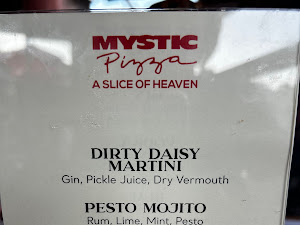 MYSTIC
Pizza
A SLICE OF HEAVEN
DIRTY DAISY
MARTINI
Gin, Pickle Juice, Dry Vermouth
PESTO MOJITO
Rum, Lime, Mint, Pesto